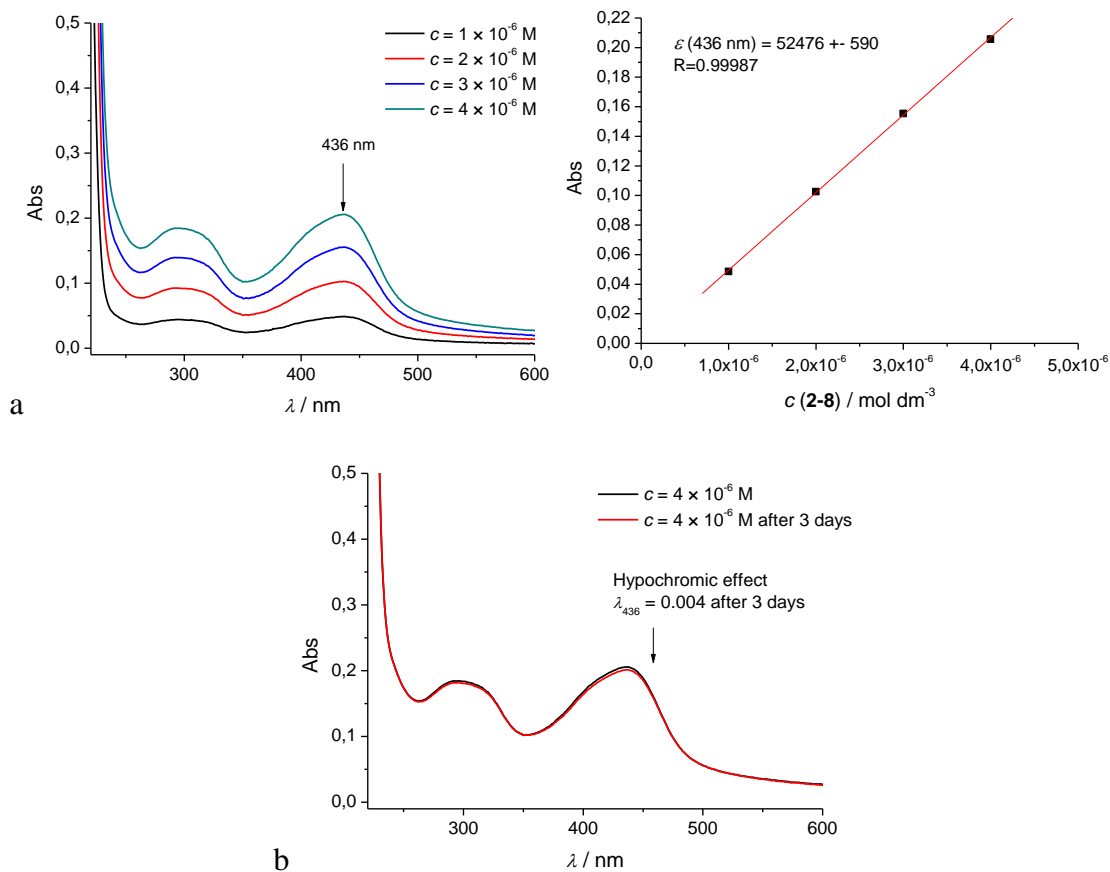 0,5
0,4
0,3
0,2
0,1
0,0
Abs
c = 1 × 10⁻⁶ M
c = 2 × 10⁻⁶ M
c = 3 × 10⁻⁶ M
c = 4 × 10⁻⁶ M
436 nm
300 400 500 600
λ / nm
a
0,22
0,20
0,18
0,16
0,14
0,12
0,10
0,08
0,06
0,04
0,02
0,00
Abs
ε (436 nm) = 52476 +- 590
R=0.99987
0,0 1,0x10⁻⁶ 2,0x10⁻⁶ 3,0x10⁻⁶ 4,0x10⁻⁶ 5,0x10⁻⁶
c (2-8) / mol dm⁻³
0,5
0,4
0,3
0,2
0,1
0,0
Abs
c = 4 × 10⁻⁶ M
c = 4 × 10⁻⁶ M after 3 days
Hypochromic effect
λ₄₃₆ = 0.004 after 3 days
300 400 500 600
λ / nm
b